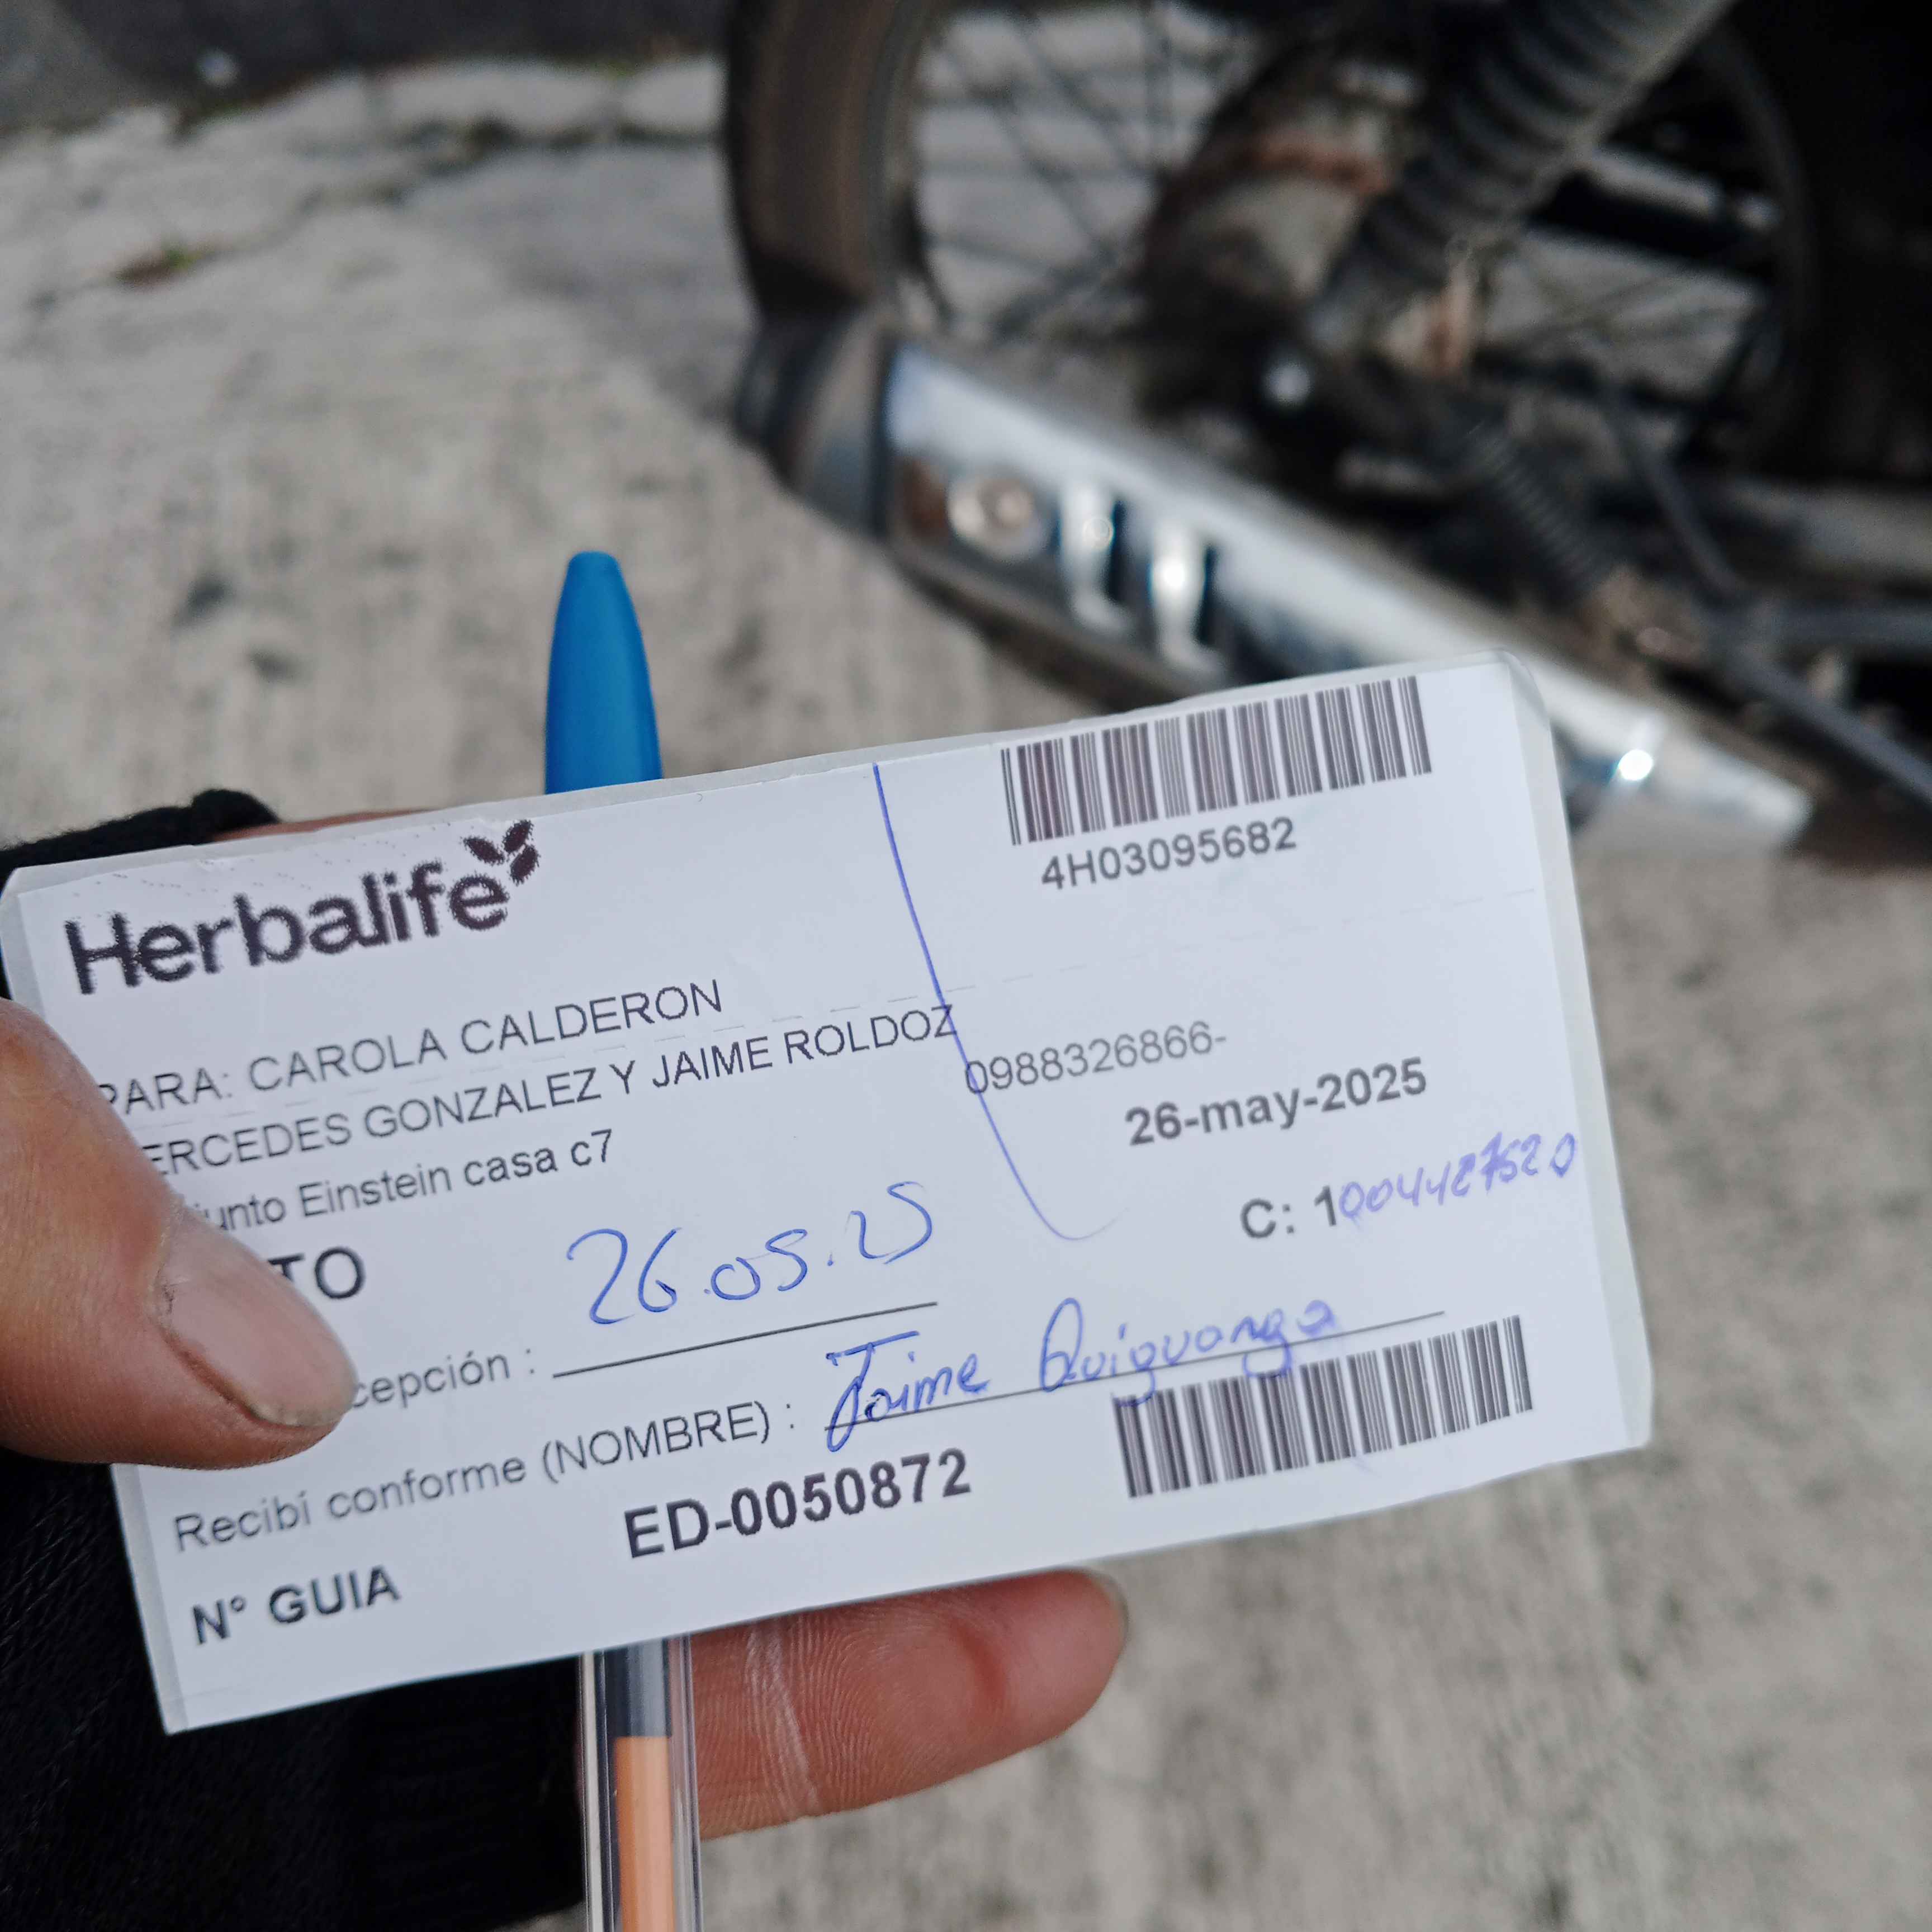 Herbalife
4H03095682
PARA: CAROLA CALDERON
ERCEDES GONZALEZ Y JAIME ROLDOZ
0988326866-
26-may-2025
unto Einstein casa c7
C: 1004427520
TO
cepción : 26.05.25
Recibí conforme (NOMBRE) : Jaime Quiguango
N° GUIA ED-0050872